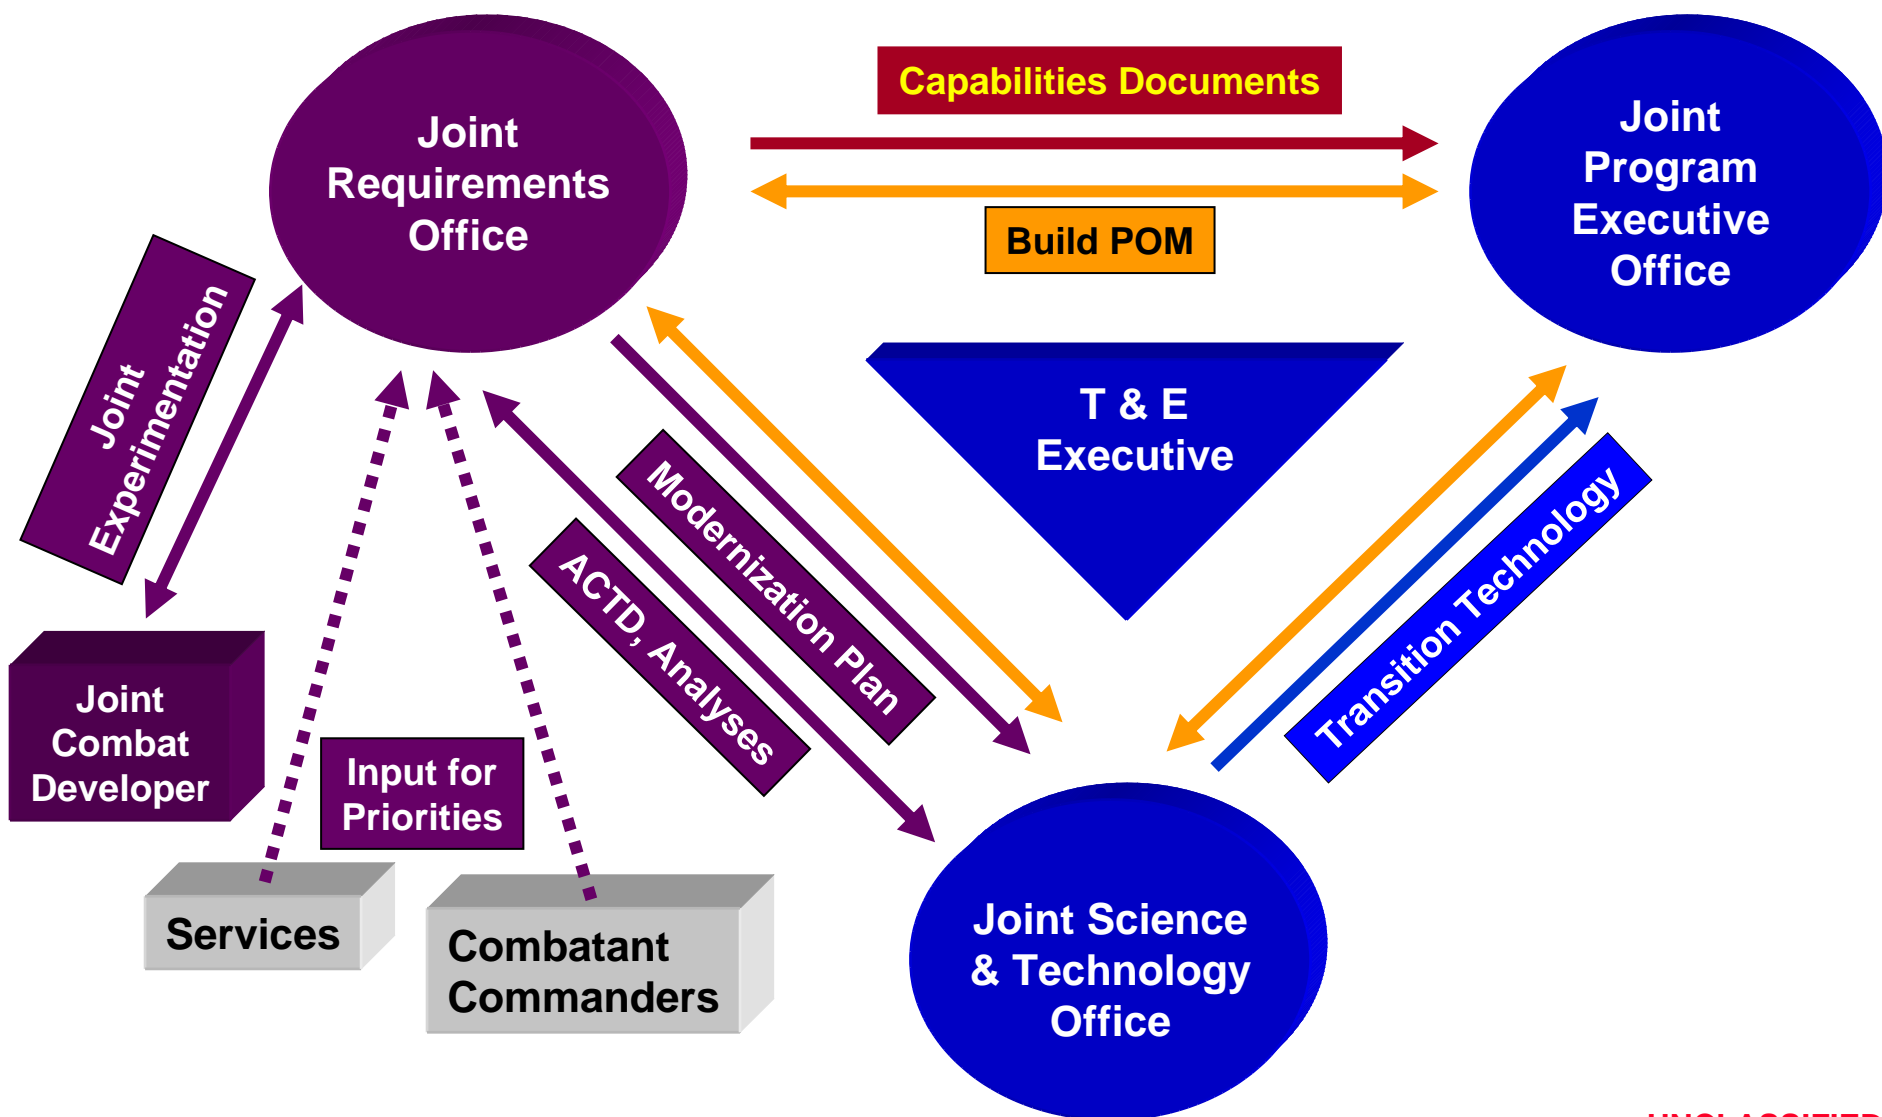 Joint
Requirements
Office
Capabilities Documents
Build POM
Joint
Program
Executive
Office
T & E
Executive
Joint
Experimentation
Modernization Plan
ACTD, Analyses
Transition Technology
Joint
Combat
Developer
Input for
Priorities
Services
Combatant
Commanders
Joint Science
& Technology
Office
UNCLASSIFIED